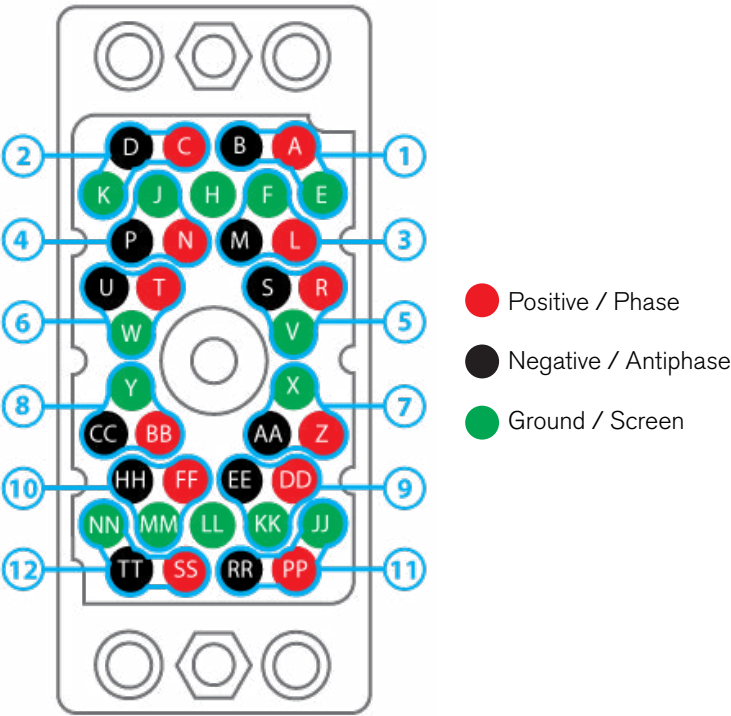 D C B A
2 1
K J H F E
4 P N M L 3
U T S R
6 W V 5
Positive / Phase
Negative / Antiphase
8 Y X 7
Ground / Screen
CC BB AA Z
10 HH FF EE DD 9
NN MM LL KK JJ
12 TT SS RR PP 11